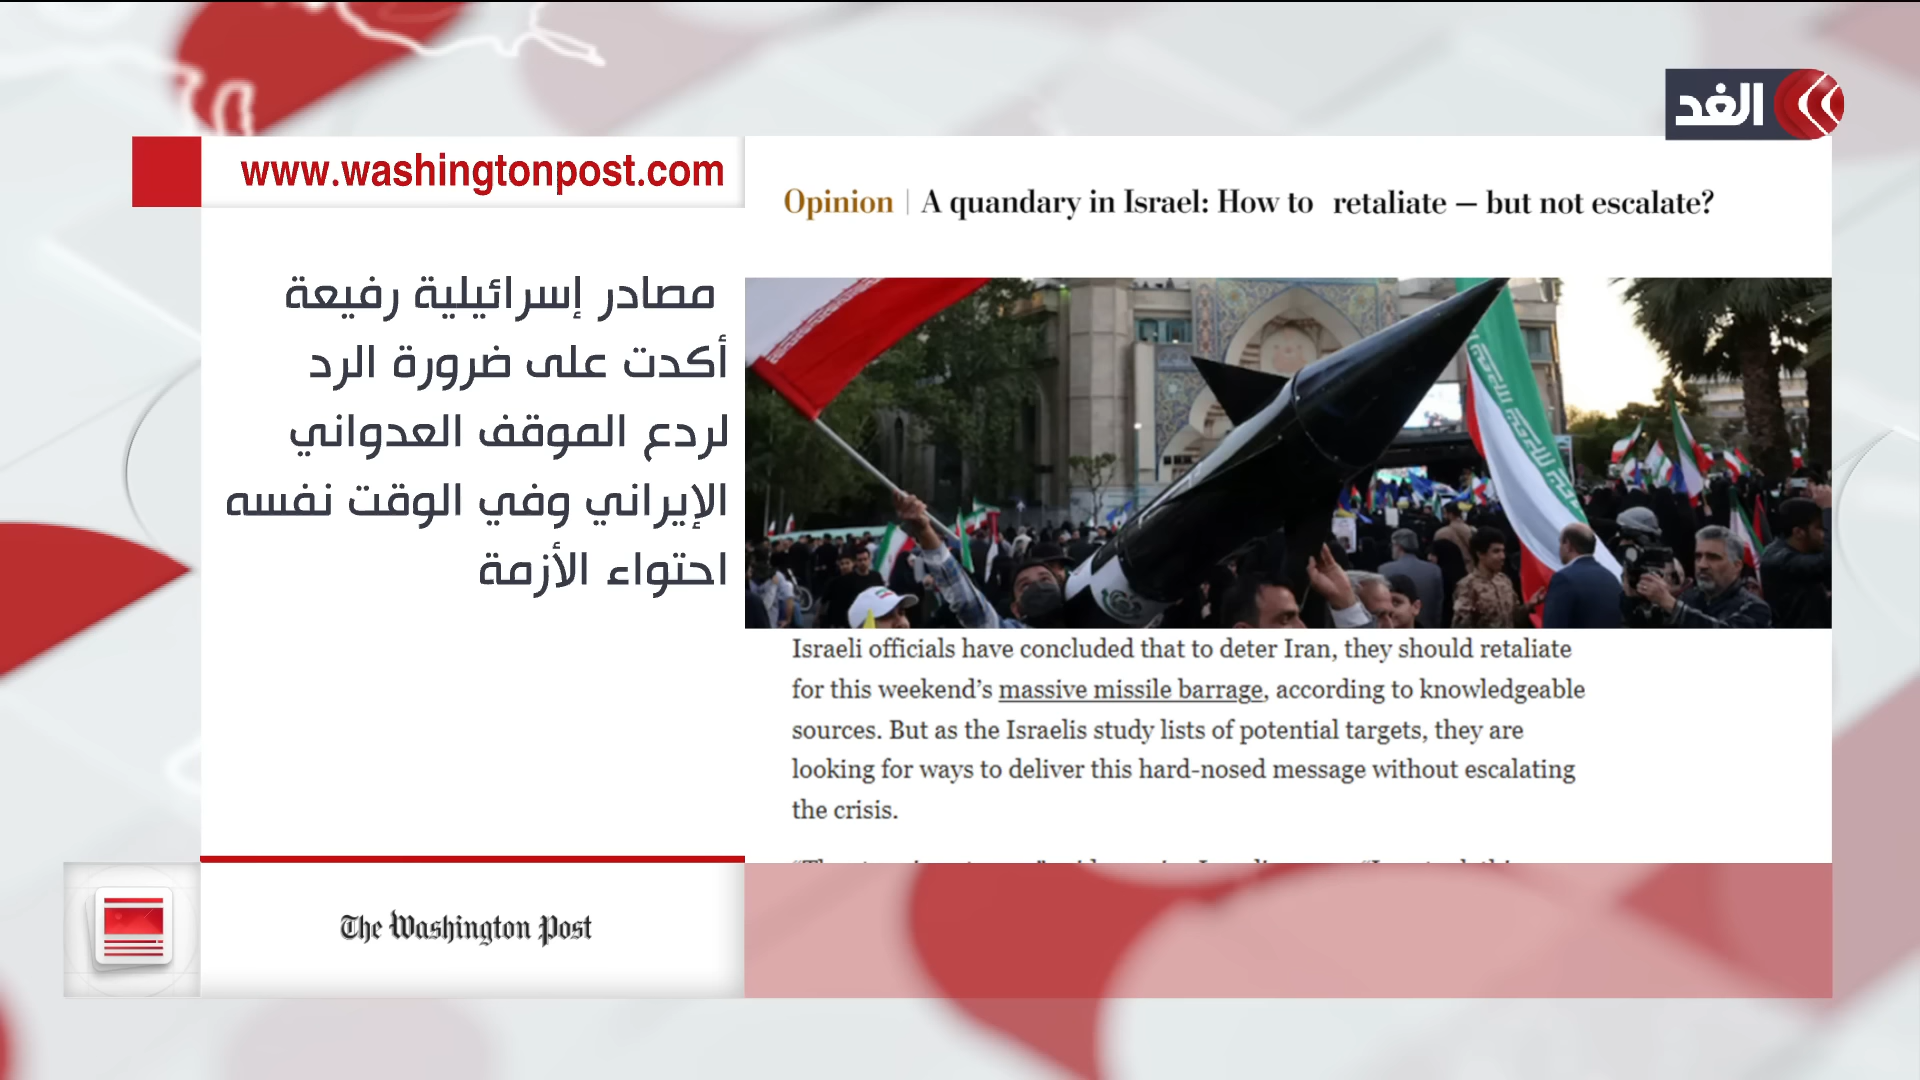 الغد
www.washingtonpost.com
Opinion | A quandary in Israel: How to retaliate — but not escalate?
مصادر إسرائيلية رفيعة
أكدت على ضرورة الرد
لردع الموقف العدواني
الإيراني وفي الوقت نفسه
احتواء الأزمة
Israeli officials have concluded that to deter Iran, they should retaliate
for this weekend’s massive missile barrage, according to knowledgeable
sources. But as the Israelis study lists of potential targets, they are
looking for ways to deliver this hard-nosed message without escalating
the crisis.
The Washington Post